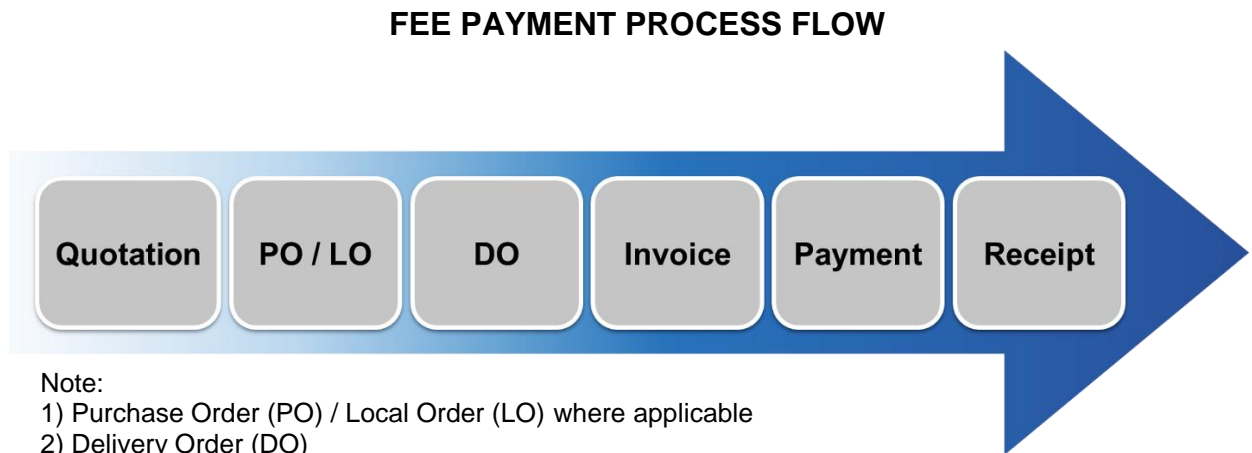 FEE PAYMENT PROCESS FLOW
Quotation PO / LO DO Invoice Payment Receipt
Note:
1) Purchase Order (PO) / Local Order (LO) where applicable
2) Delivery Order (DO)